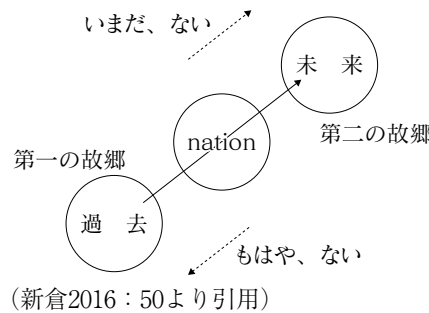 いまだ、ない
未　来
第二の故郷
nation
第一の故郷
過　去
もはや、ない
（新倉2016：50より引用）